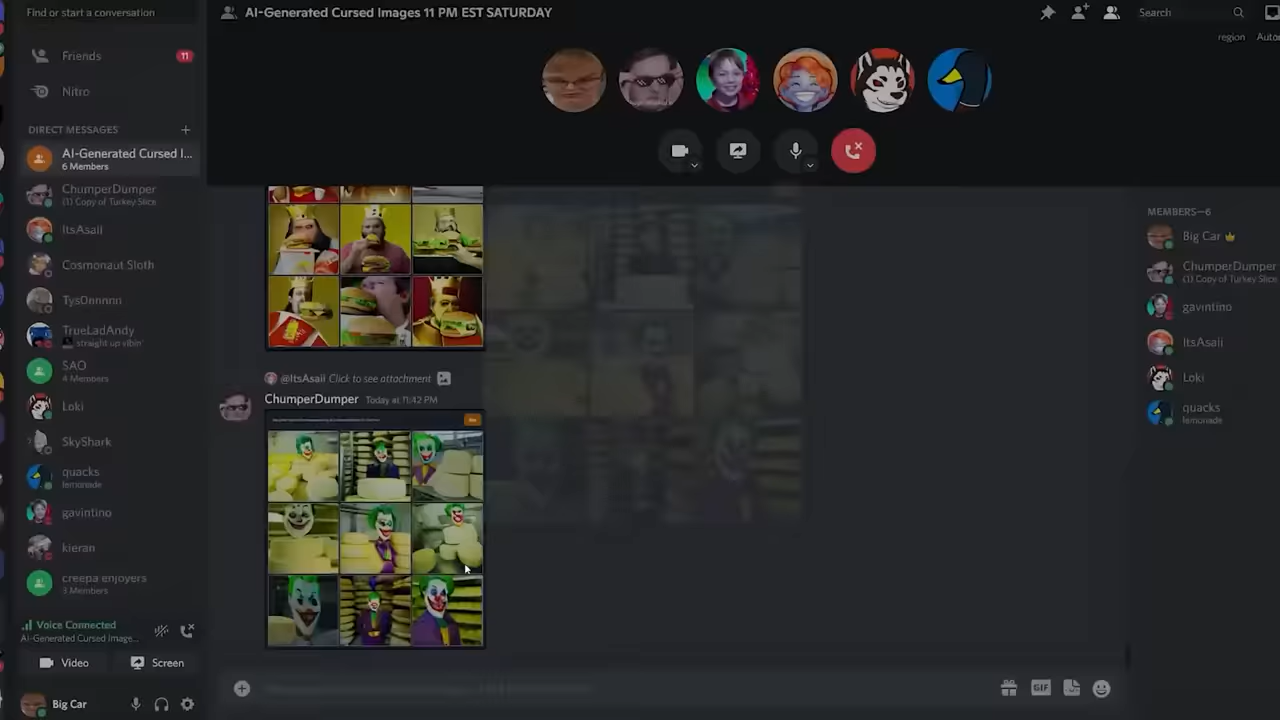 Find or start a conversation
Friends
11
Nitro
DIRECT MESSAGES
AI-Generated Cursed I...
6 Members
ChumperDumper
(1) Copy of Turkey Slice
ItsAsaii
Cosmonaut Sloth
TysOnnnnn
TrueLadAndy
straight up vibin'
SAO
4 Members
Loki
SkyShark
quacks
lemonade
gavintino
kieran
creepa enjoyers
3 Members
Voice Connected
AI-Generated Cursed Image...
Video
Screen
Big Car
AI-Generated Cursed Images 11 PM EST SATURDAY
Search
region
@ItsAsaii Click to see attachment
ChumperDumper Today at 11:42 PM
GIF
MEMBERS—6
Big Car
ChumperDumper
(1) Copy of Turkey Slice
gavintino
ItsAsaii
Loki
quacks
lemonade